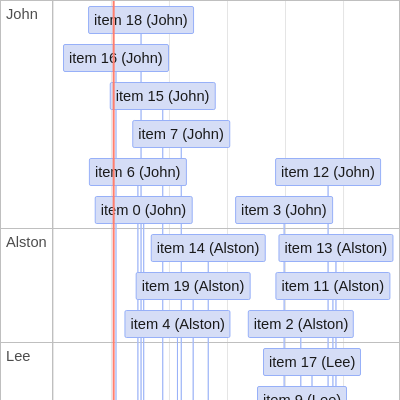 John
item 18 (John)
item 16 (John)
item 15 (John)
item 7 (John)
item 6 (John)
item 12 (John)
item 0 (John)
item 3 (John)
Alston
item 14 (Alston)
item 13 (Alston)
item 19 (Alston)
item 11 (Alston)
item 4 (Alston)
item 2 (Alston)
Lee
item 17 (Lee)
item 9 (Lee)